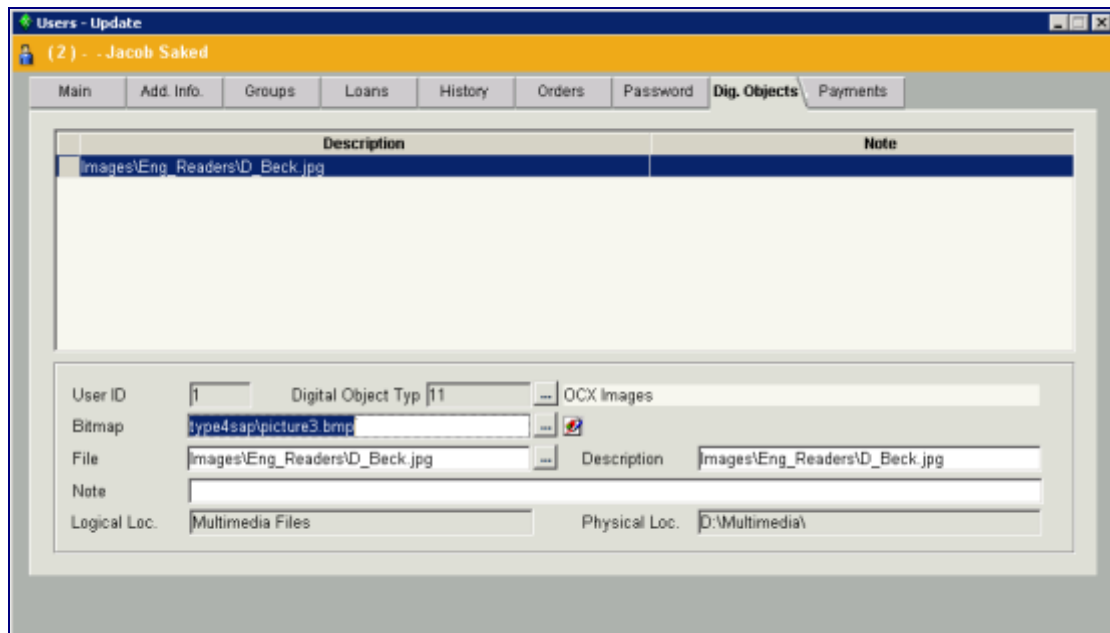 Users - Update
(2) - - Jacob Saked
Main Add. Info. Groups Loans History Orders Password Dig. Objects Payments
Description Note
Images\Eng_Readers\D_Beck.jpg
User ID 1 Digital Object Typ 11 ... OCX Images
Bitmap type4sap\picture3.bmp ...
File Images\Eng_Readers\D_Beck.jpg ... Description Images\Eng_Readers\D_Beck.jpg
Note
Logical Loc. Multimedia Files Physical Loc. D:\Multimedia\